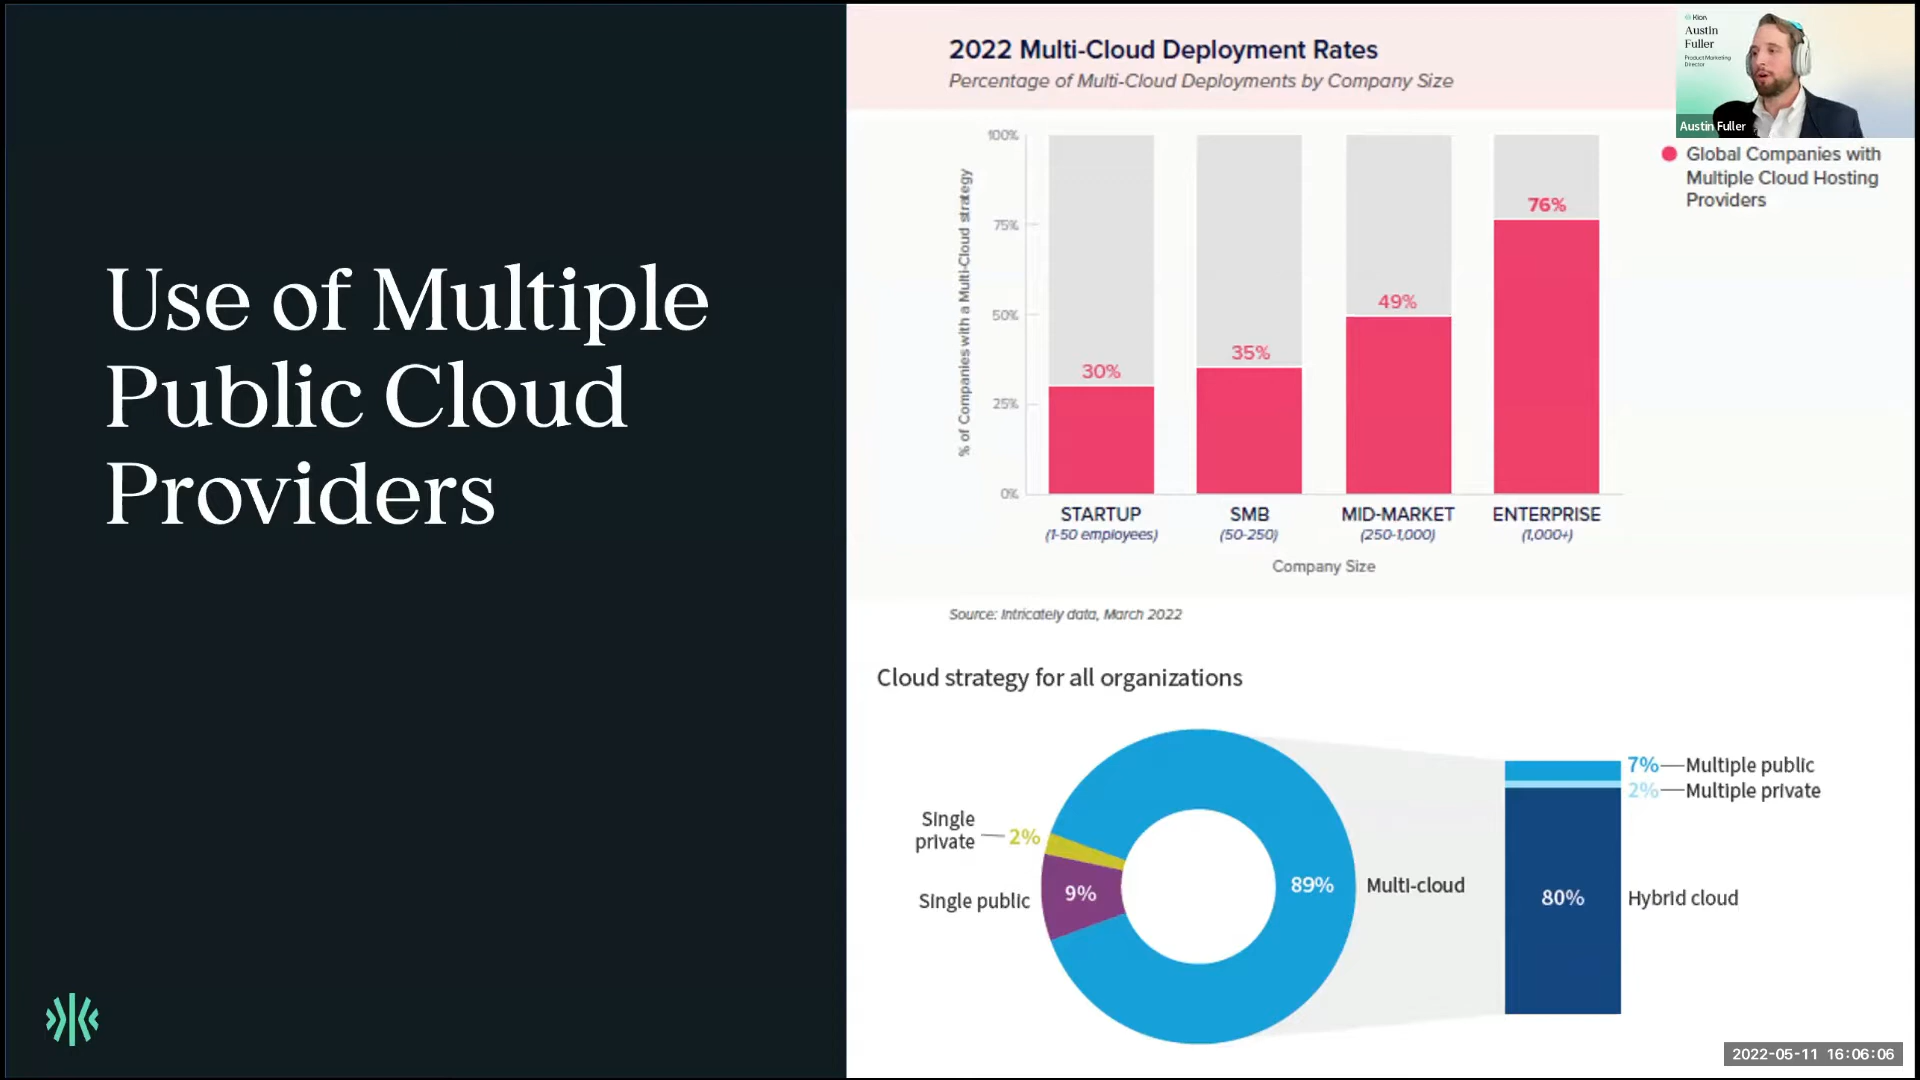 Use of Multiple
Public Cloud
Providers
2022 Multi-Cloud Deployment Rates
Percentage of Multi-Cloud Deployments by Company Size
Kion
Austin
Fuller
Product Marketing
Director
Austin Fuller
Global Companies with
Multiple Cloud Hosting
Providers
% of Companies with a Multi-Cloud strategy
100%
75%
50%
25%
0%
30%
35%
49%
76%
STARTUP
(1-50 employees)
SMB
(50-250)
MID-MARKET
(250-1,000)
ENTERPRISE
(1,000+)
Company Size
Source: Intricately data, March 2022
Cloud strategy for all organizations
Single
private
2%
Single public
9%
89%
Multi-cloud
7%
Multiple public
2%
Multiple private
80%
Hybrid cloud
2022-05-11 16:06:06